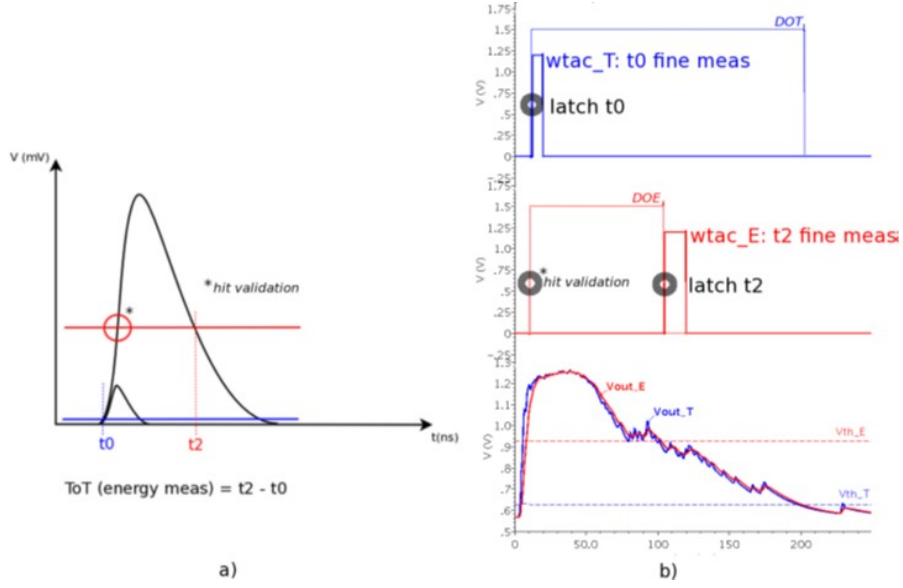 V (mV)
*
*hit validation
t0
t2
t(ns)
ToT (energy meas) = t2 - t0
a)
DOT
wtac_T: t0 fine meas
latch t0
V (V)
1.75
1.5
1.25
1.0
.75
.5
.25
0
-.25
DOE
wtac_E: t2 fine meas
*
hit validation
latch t2
V (V)
1.75
1.5
1.25
1.0
.75
.5
.25
0
-.25
Vout_E
Vout_T
Vth_E
Vth_T
V (V)
1.3
1.2
1.1
1.0
.9
.8
.7
.6
.5
0
50.0
100
150
200
b)